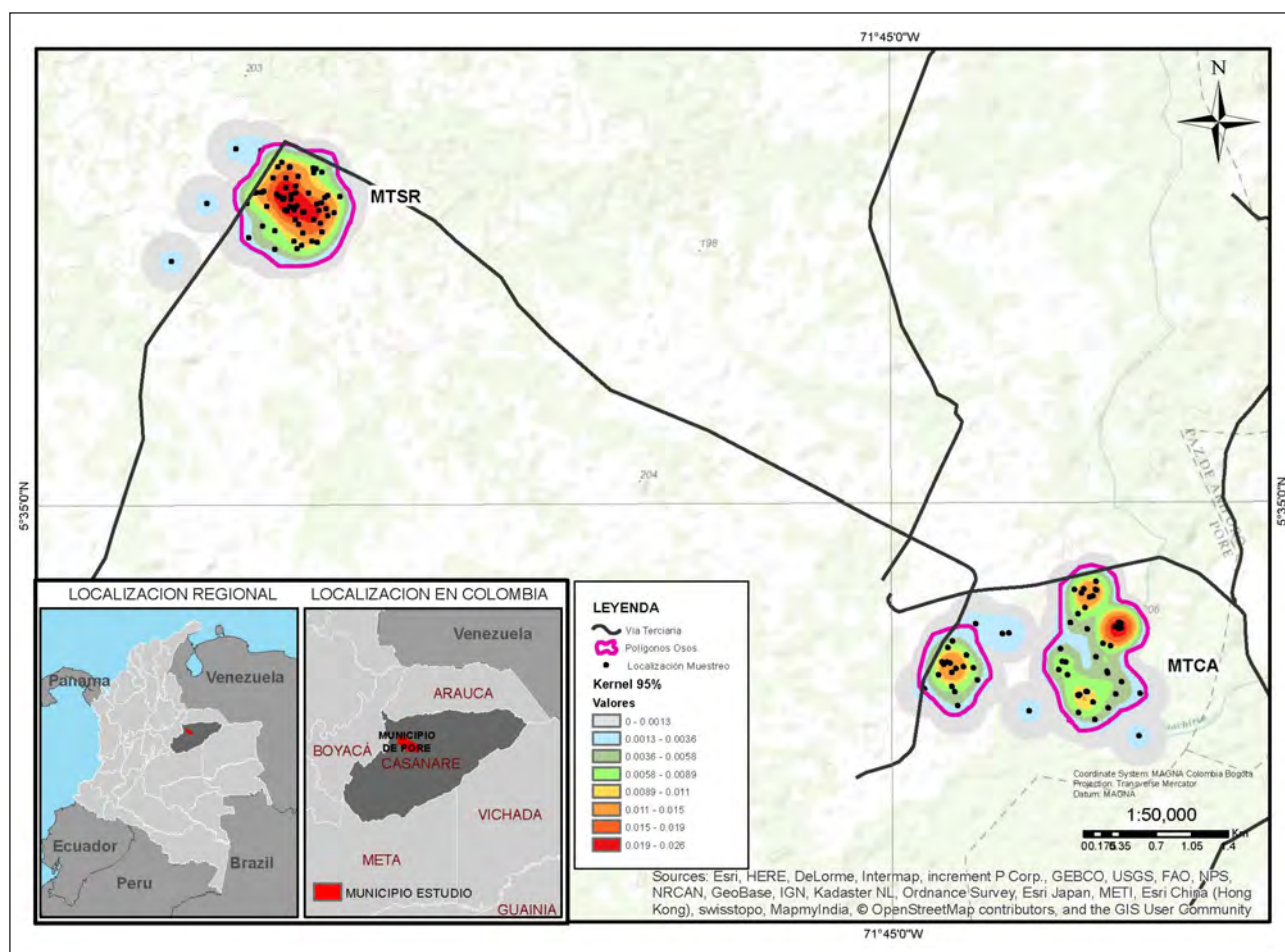 71°45'0"W
203
N
MTSR
198
5°35'0"N
204
5°35'0"N
PAZ DE ARIPORO
PORE
206
MTCA
LOCALIZACION REGIONAL
Panama
Venezuela
Ecuador
Brazil
Peru
LOCALIZACION EN COLOMBIA
Venezuela
ARAUCA
BOYACÁ
MUNICIPIO
DE PORE
CASANARE
VICHADA
META
MUNICIPIO ESTUDIO
GUAINIA
LEYENDA
Via Terciaria
Polígonos Osos
Localización Muestreo
Kernel 95%
Valores
0 - 0.0013
0.0013 - 0.0036
0.0036 - 0.0058
0.0058 - 0.0089
0.0089 - 0.011
0.011 - 0.015
0.015 - 0.019
0.019 - 0.026
Coordinate System: MAGNA Colombia Bogota
Projection: Transverse Mercator
Datum: MAGNA
1:50,000
Km
00.1750.35 0.7 1.05 1.4
Sources: Esri, HERE, DeLorme, Intermap, increment P Corp., GEBCO, USGS, FAO, NPS,
NRCAN, GeoBase, IGN, Kadaster NL, Ordnance Survey, Esri Japan, METI, Esri China (Hong
Kong), swisstopo, MapmyIndia, © OpenStreetMap contributors, and the GIS User Community
71°45'0"W